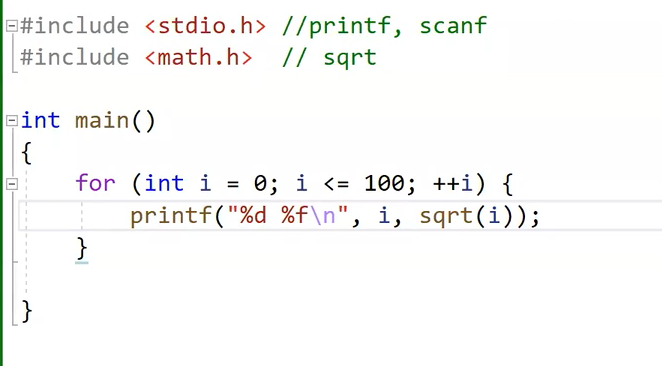 #include <stdio.h> //printf, scanf
#include <math.h>  // sqrt
int main()
{
    for (int i = 0; i <= 100; ++i) {
        printf("%d %f\n", i, sqrt(i));
    }
}